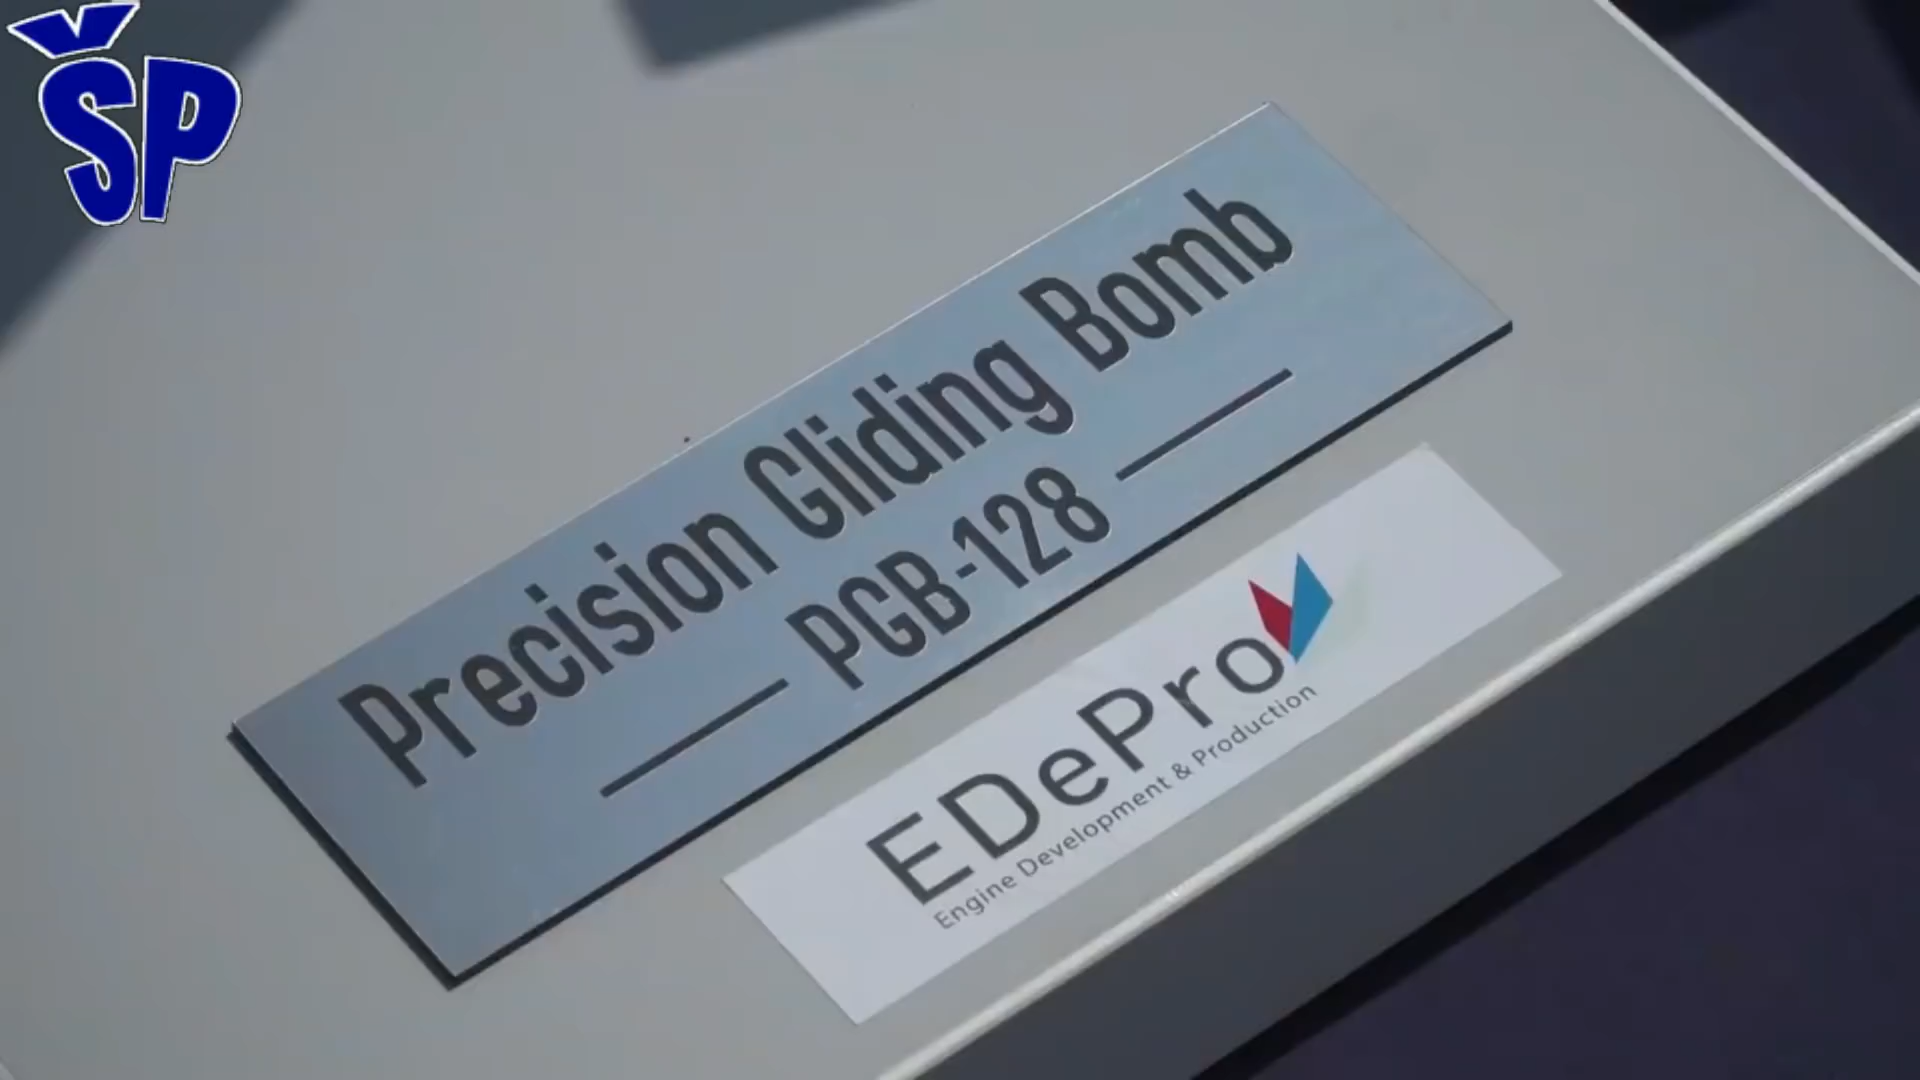 ŠP
Precision Gliding Bomb
PGB-128
EDePro
Engine Development & Production